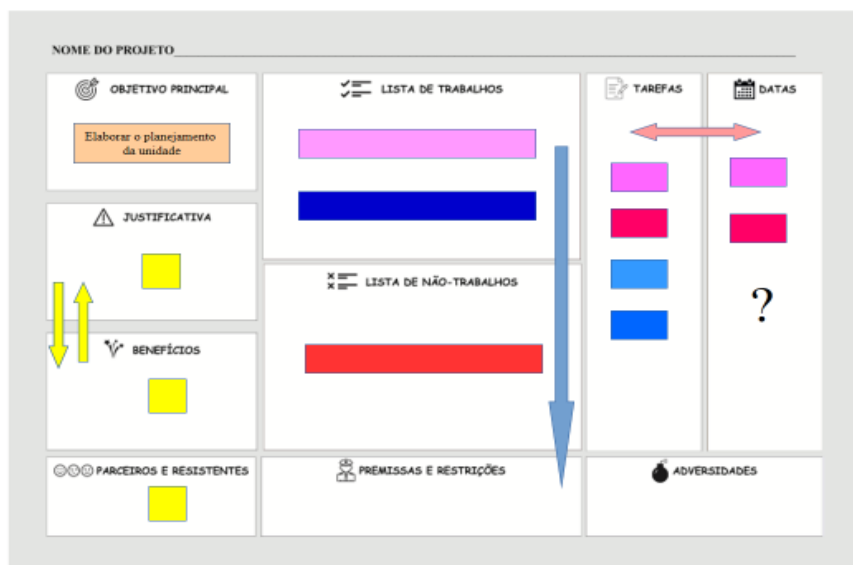 NOME DO PROJETO
OBJETIVO PRINCIPAL
Elaborar o planejamento
da unidade
JUSTIFICATIVA
BENEFÍCIOS
PARCEIROS E RESISTENTES
LISTA DE TRABALHOS
LISTA DE NÃO-TRABALHOS
PREMISSAS E RESTRIÇÕES
TAREFAS
DATAS
?
ADVERSIDADES